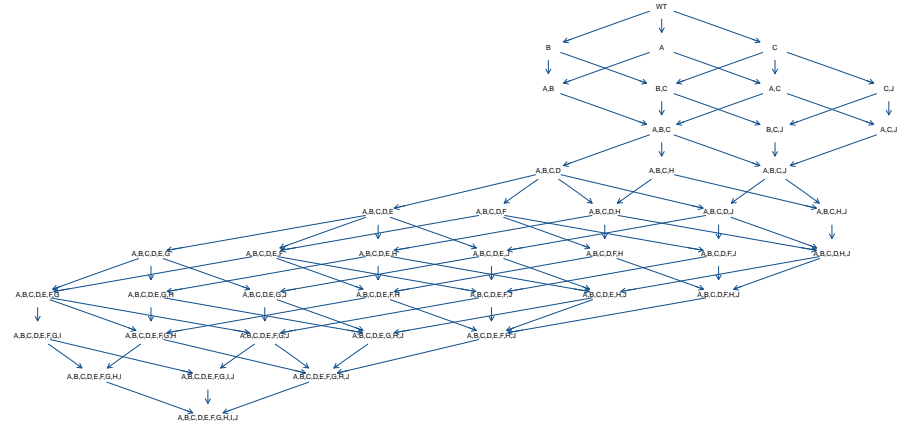 WT
B A C
A,B B,C A,C C,J
A,B,C B,C,J A,C,J
A,B,C,D A,B,C,H A,B,C,J
A,B,C,D,E A,B,C,D,F A,B,C,D,H A,B,C,D,J A,B,C,H,J
A,B,C,D,E,G A,B,C,D,E,F A,B,C,D,E,H A,B,C,D,E,J A,B,C,D,F,H A,B,C,D,F,J A,B,C,D,H,J
A,B,C,D,E,F,G A,B,C,D,E,G,H A,B,C,D,E,G,J A,B,C,D,E,F,H A,B,C,D,E,F,J A,B,C,D,E,H,J A,B,C,D,F,H,J
A,B,C,D,E,F,G,I A,B,C,D,E,F,G,H A,B,C,D,E,F,G,J A,B,C,D,E,G,H,J A,B,C,D,E,F,H,J
A,B,C,D,E,F,G,H,I A,B,C,D,E,F,G,I,J A,B,C,D,E,F,G,H,J
A,B,C,D,E,F,G,H,I,J